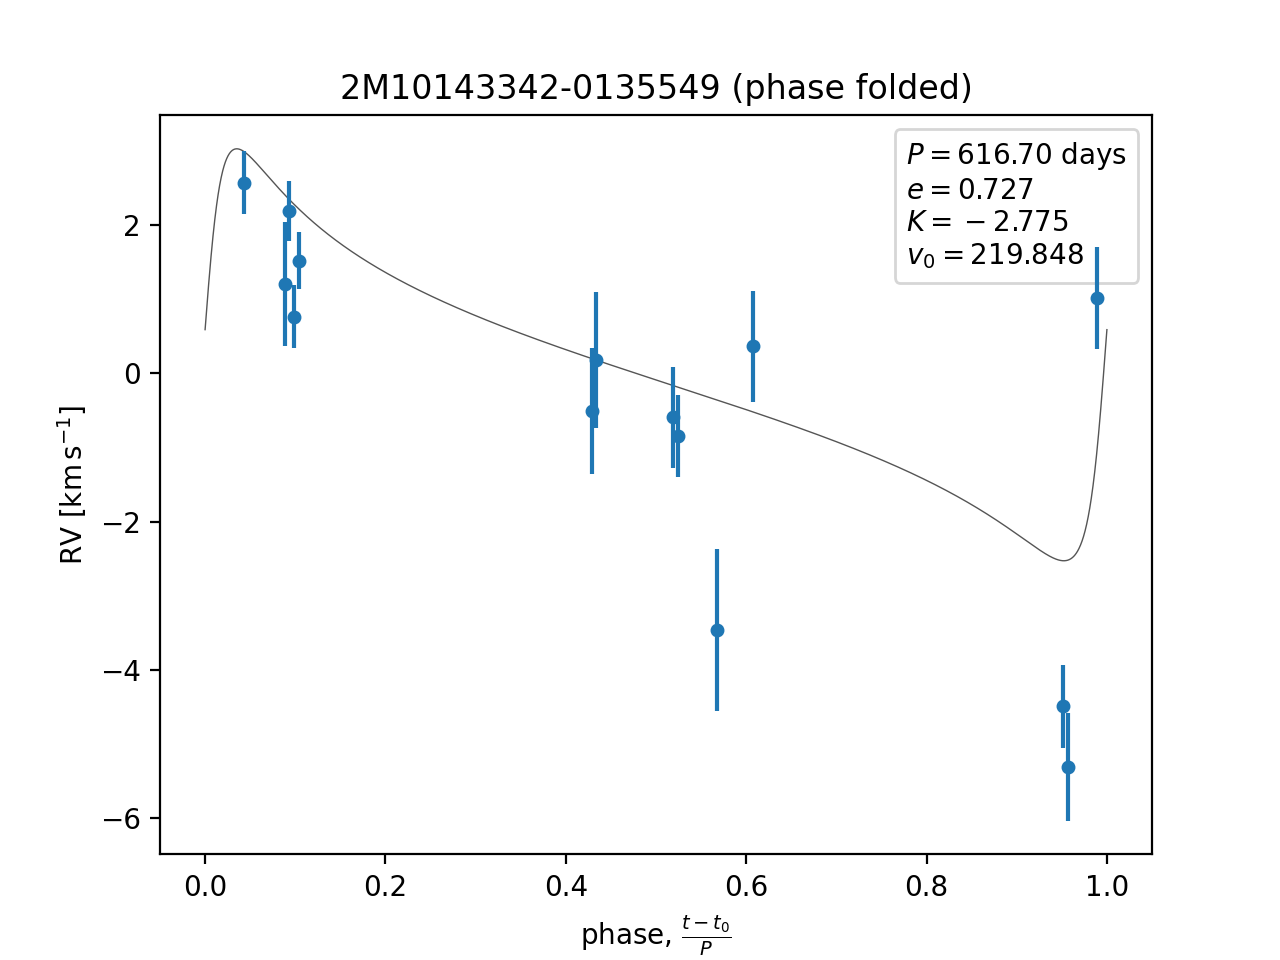 2M10143342-0135549 (phase folded)
P = 616.70 days
e = 0.727
K = −2.775
v₀ = 219.848
RV [km s⁻¹]
2
0
−2
−4
−6
0.0 0.2 0.4 0.6 0.8 1.0
phase, (t − t₀)/P